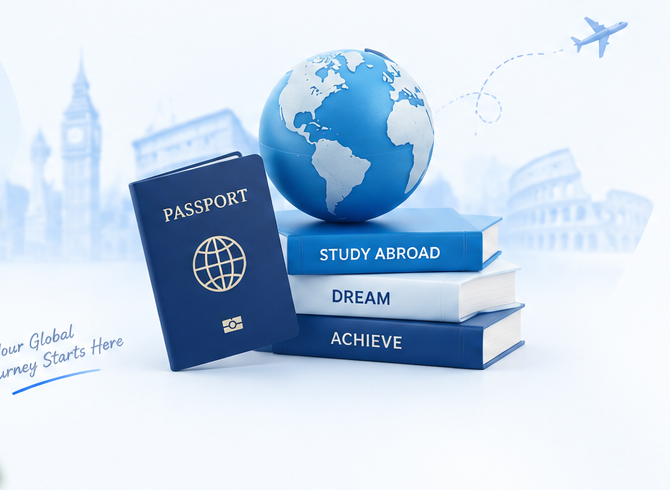 PASSPORT
STUDY ABROAD
DREAM
ACHIEVE
Global
Starts Here